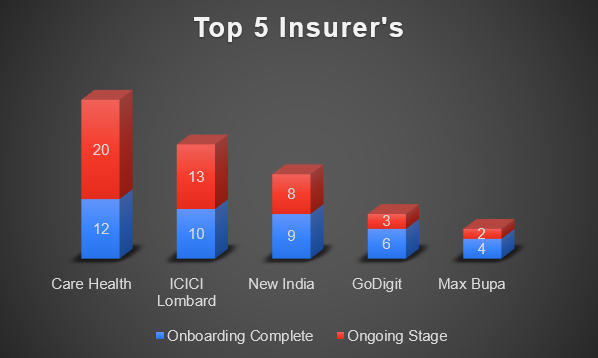 Top 5 Insurer's
20
13
8
3
2
12
10
9
6
4
Care Health
ICICI
Lombard
New India
GoDigit
Max Bupa
Onboarding Complete
Ongoing Stage